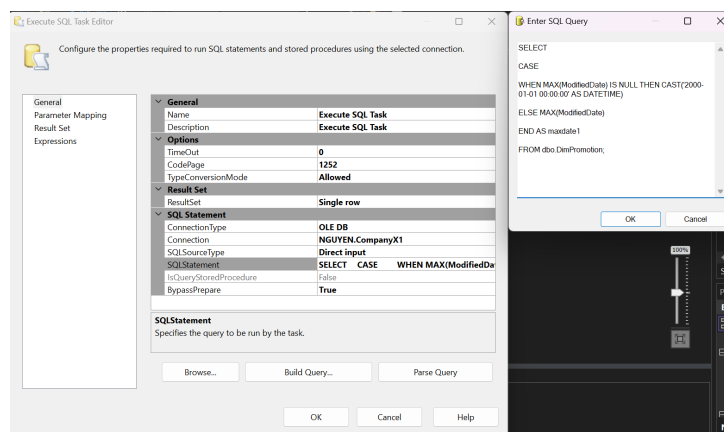 Execute SQL Task Editor
Configure the properties required to run SQL statements and stored procedures using the selected connection.
General
Parameter Mapping
Result Set
Expressions
General
Name Execute SQL Task
Description Execute SQL Task
Options
TimeOut 0
CodePage 1252
TypeConversionMode Allowed
Result Set
ResultSet Single row
SQL Statement
ConnectionType OLE DB
Connection NGUYEN.CompanyX1
SQLSourceType Direct input
SQLStatement SELECT CASE WHEN MAX(ModifiedDa
IsQueryStoredProcedure False
BypassPrepare True
SQLStatement
Specifies the query to be run by the task.
Browse...
Build Query...
Parse Query
OK
Cancel
Help
Enter SQL Query
SELECT
CASE
WHEN MAX(ModifiedDate) IS NULL THEN CAST('2000-
01-01 00:00:00' AS DATETIME)
ELSE MAX(ModifiedDate)
END AS maxdate1
FROM dbo.DimPromotion;
OK
Cancel
100%